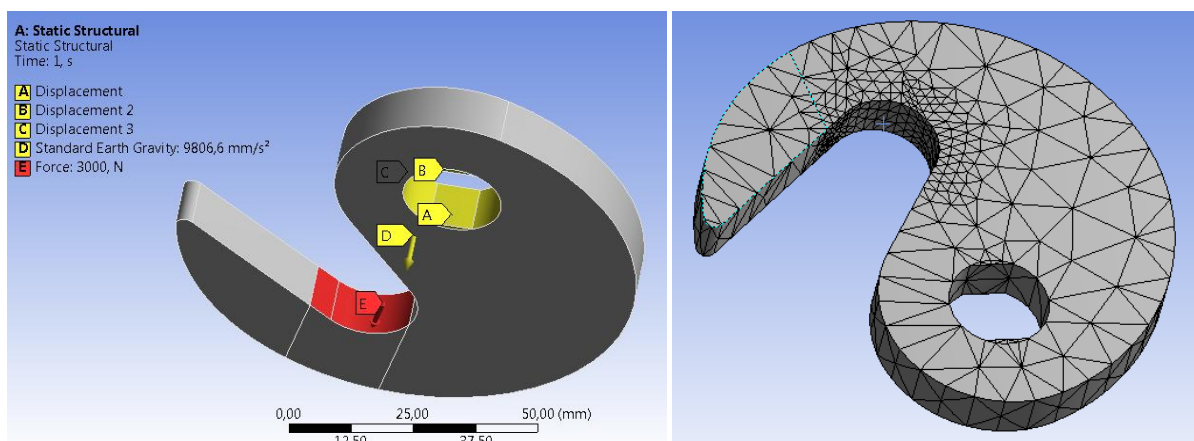 A: Static Structural
Static Structural
Time: 1, s
A Displacement
B Displacement 2
C Displacement 3
D Standard Earth Gravity: 9806,6 mm/s²
E Force: 3000, N
C
B
A
D
E
0,00 25,00 50,00 (mm)
12,50 37,50